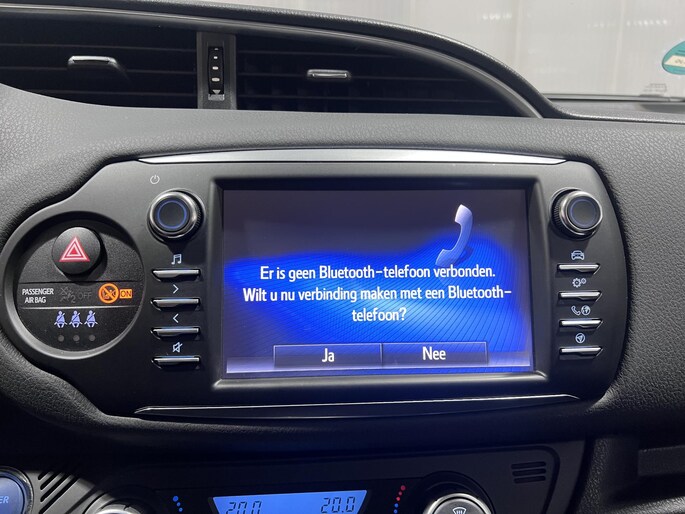 Er is geen Bluetooth-telefoon verbonden.
Wilt u nu verbinding maken met een Bluetooth-
telefoon?
Ja
Nee
PASSENGER
AIR BAG
ON
20.0
20.0